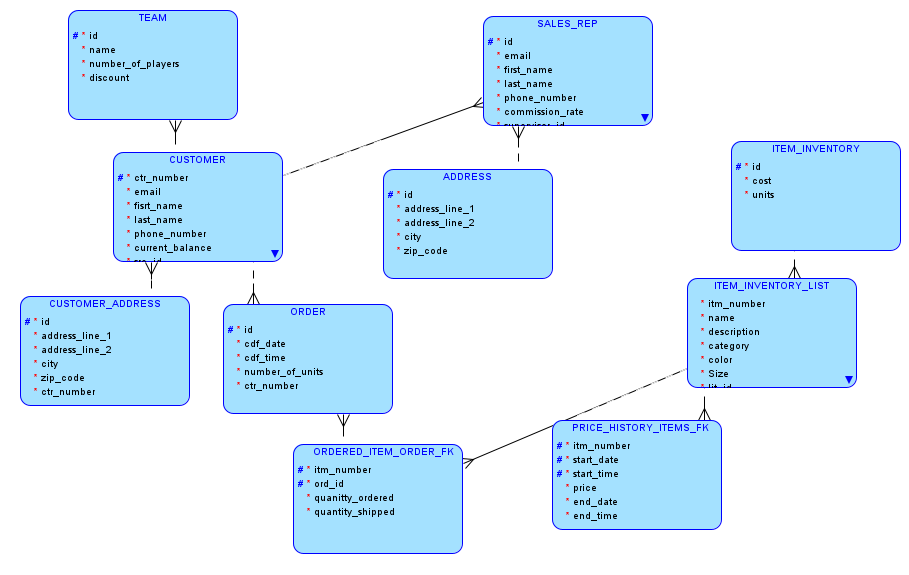 TEAM
# * id
* name
* number_of_players
* discount
SALES_REP
# * id
* email
* first_name
* last_name
* phone_number
* commission_rate
CUSTOMER
# * ctr_number
* email
* fisrt_name
* last_name
* phone_number
* current_balance
ADDRESS
# * id
* address_line_1
* address_line_2
* city
* zip_code
ITEM_INVENTORY
# * id
* cost
* units
CUSTOMER_ADDRESS
# * id
* address_line_1
* address_line_2
* city
* zip_code
* ctr_number
ORDER
# * id
* cdf_date
* cdf_time
* number_of_units
* ctr_number
ITEM_INVENTORY_LIST
* itm_number
* name
* description
* category
* color
* Size
ORDERED_ITEM_ORDER_FK
# * itm_number
# * ord_id
* quanitty_ordered
* quantity_shipped
PRICE_HISTORY_ITEMS_FK
# * itm_number
# * start_date
# * start_time
* price
* end_date
* end_time